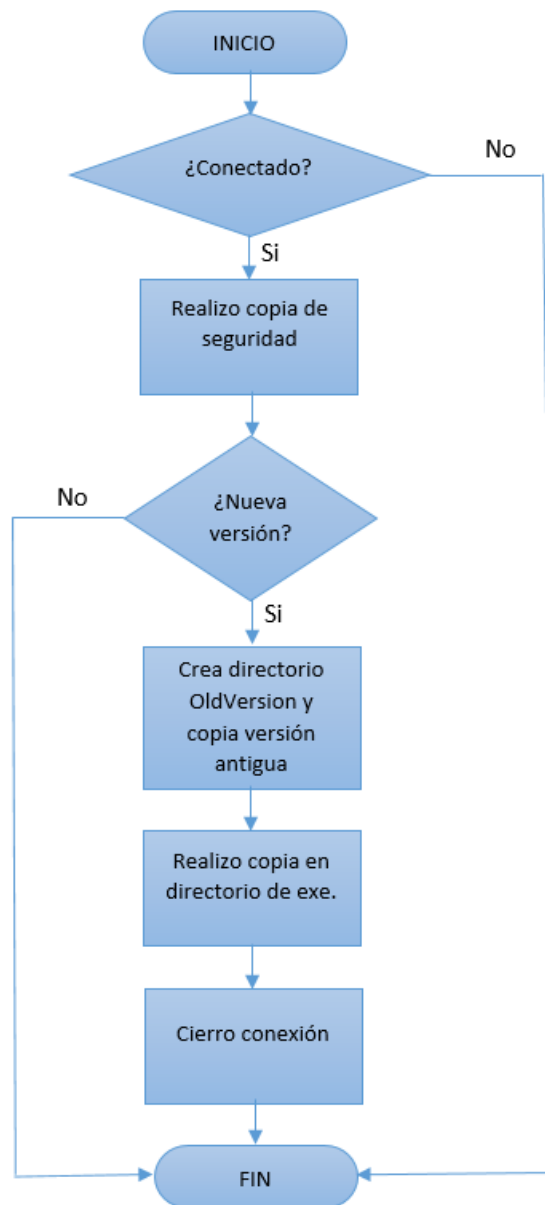 INICIO
¿Conectado?
No
Si
Realizo copia de
seguridad
No
¿Nueva
versión?
Si
Crea directorio
OldVersion y
copia versión
antigua
Realizo copia en
directorio de exe.
Cierro conexión
FIN